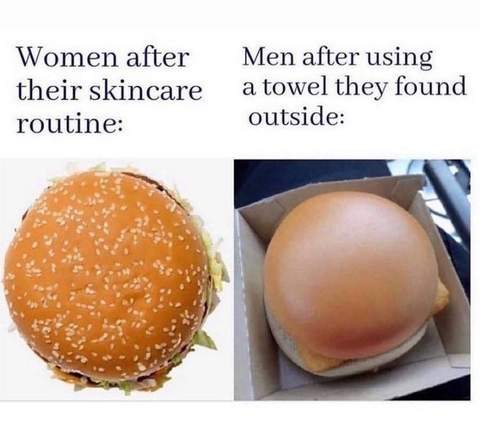 Women after
their skincare
routine:
Men after using
a towel they found
outside: